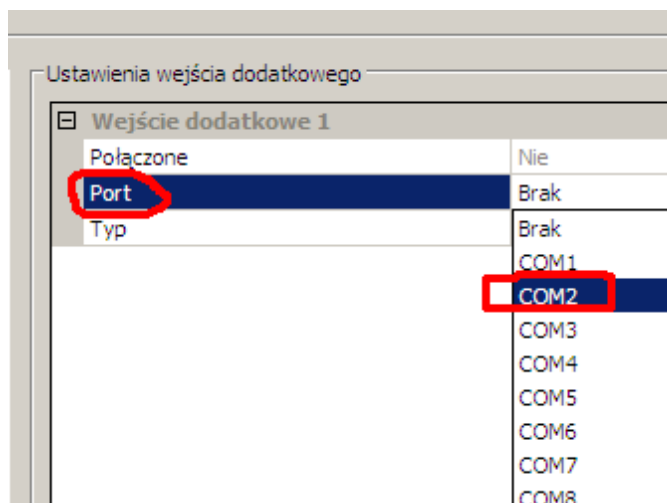 Ustawienia wejścia dodatkowego
Wejście dodatkowe 1
Połączone Nie
Port Brak
Typ Brak
COM1
COM2
COM3
COM4
COM5
COM6
COM7
COM8